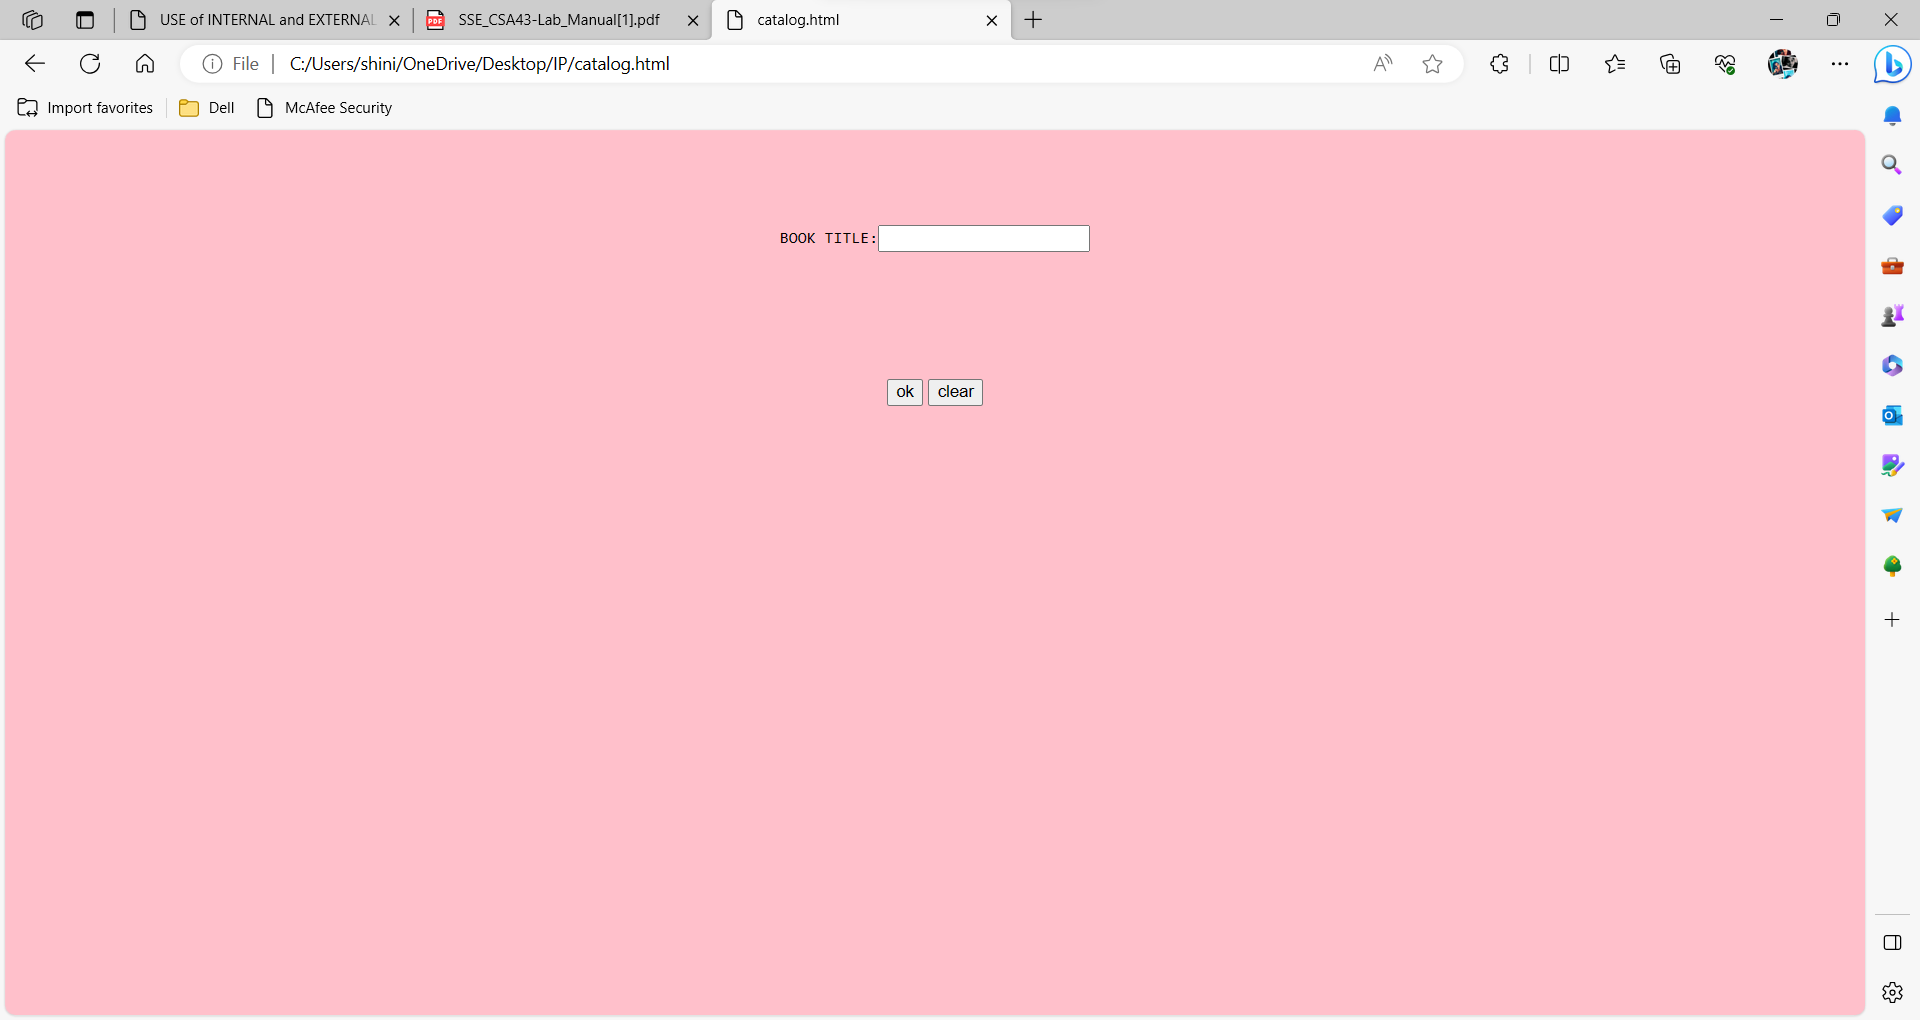 USE of INTERNAL and EXTERNAL
SSE_CSA43-Lab_Manual[1].pdf
catalog.html
File
C:/Users/shini/OneDrive/Desktop/IP/catalog.html
Import favorites
Dell
McAfee Security
BOOK TITLE:
ok
clear